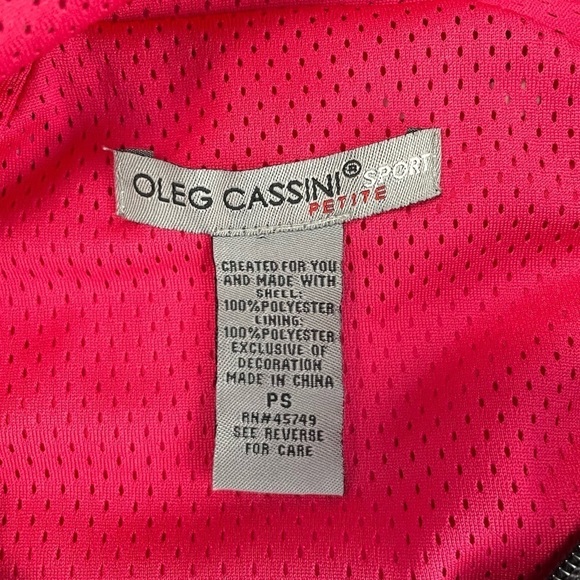 OLEG CASSINI® SPORT
PETITE
CREATED FOR YOU
AND MADE WITH
SHELL:
100%POLYESTER
LINING:
100%POLYESTER
EXCLUSIVE OF
DECORATION
MADE IN CHINA
PS
RN#45749
SEE REVERSE
FOR CARE